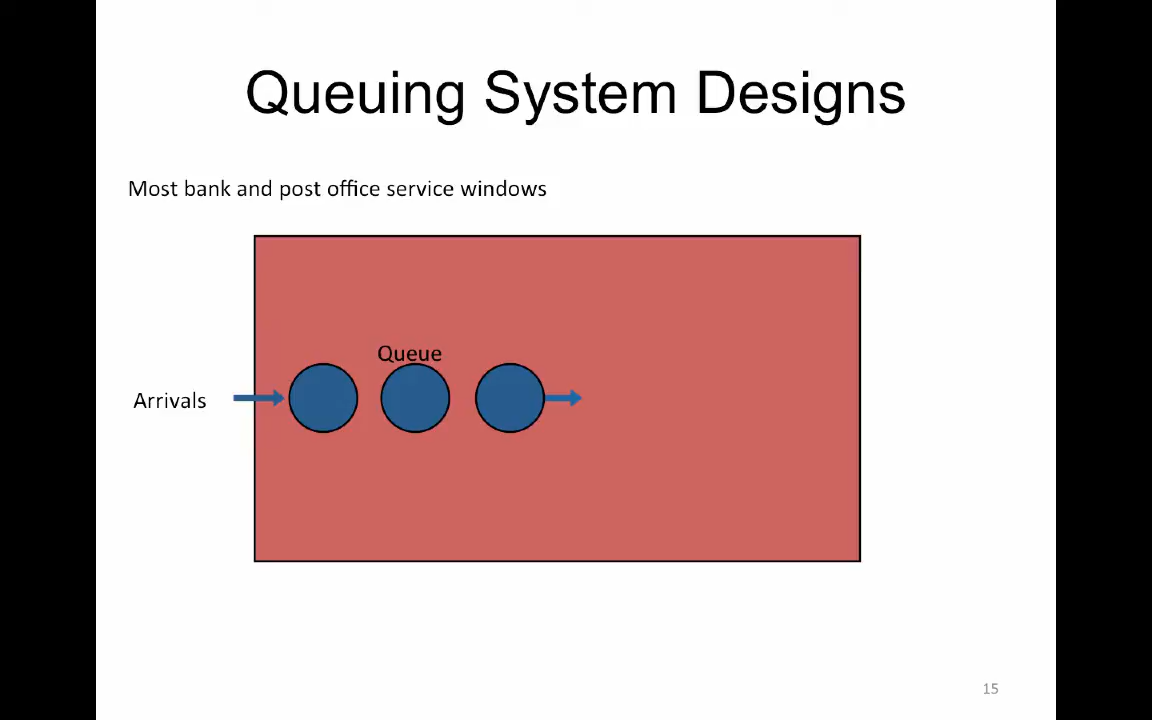 Queuing System Designs
Most bank and post office service windows
Queue
Arrivals
15